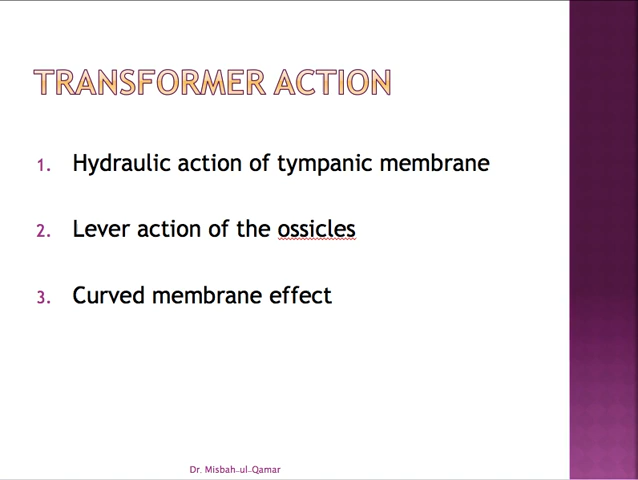 TRANSFORMER ACTION
1. Hydraulic action of tympanic membrane
2. Lever action of the ossicles
3. Curved membrane effect
Dr. Misbah-ul-Qamar